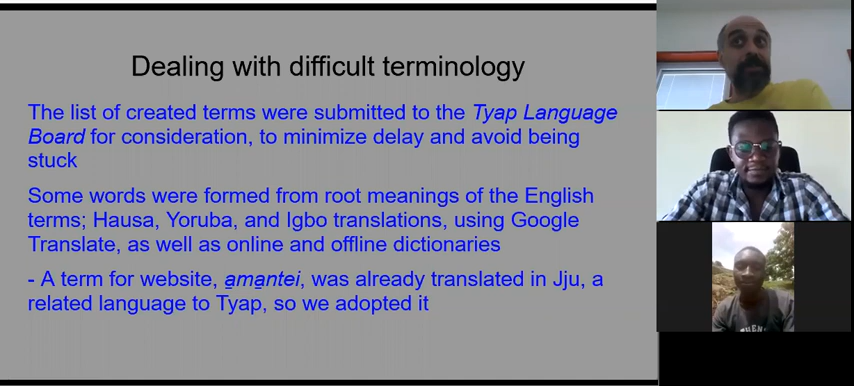 Dealing with difficult terminology
The list of created terms were submitted to the Tyap Language
Board for consideration, to minimize delay and avoid being
stuck
Some words were formed from root meanings of the English
terms; Hausa, Yoruba, and Igbo translations, using Google
Translate, as well as online and offline dictionaries
- A term for website, a̱ma̱ntei, was already translated in Jju, a
related language to Tyap, so we adopted it